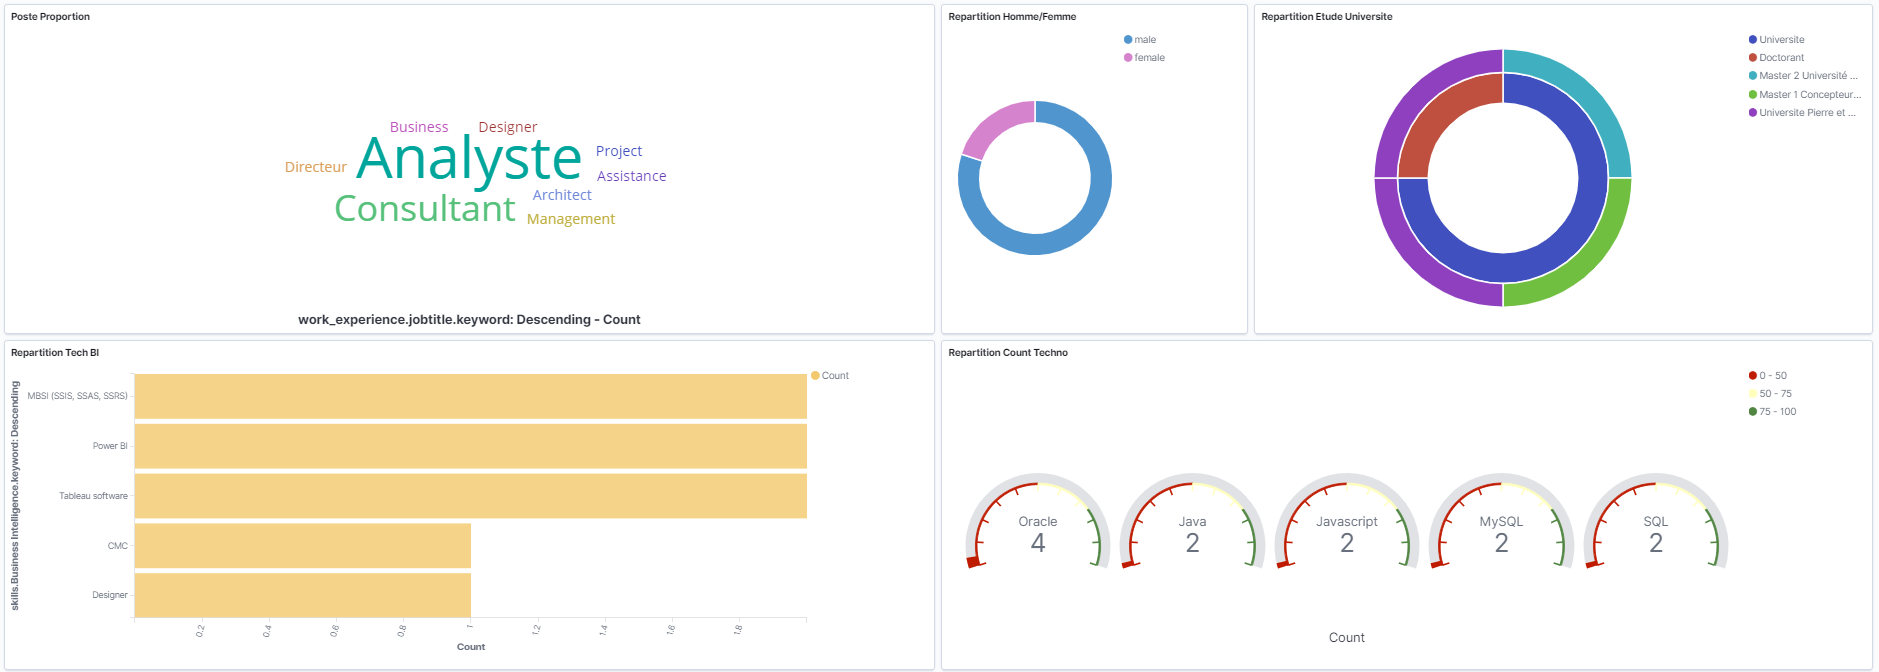 Poste Proportion
Business
Designer
Directeur
Analyste
Project
Assistance
Consultant
Architect
Management
work_experience.jobtitle.keyword: Descending - Count
Repartition Homme/Femme
male
female
Repartition Etude Universite
Universite
Doctorant
Master 2 Université ...
Master 1 Concepteur...
Universite Pierre et ...
Repartition Tech BI
skills.Business Intelligence.keyword: Descending
MBSI (SSIS, SSAS, SSRS)
Power BI
Tableau software
CMC
Designer
0.2
0.4
0.6
0.8
1
1.2
1.4
1.6
1.8
Count
Count
Repartition Count Techno
0 - 50
50 - 75
75 - 100
Oracle
4
Java
2
Javascript
2
MySQL
2
SQL
2
Count